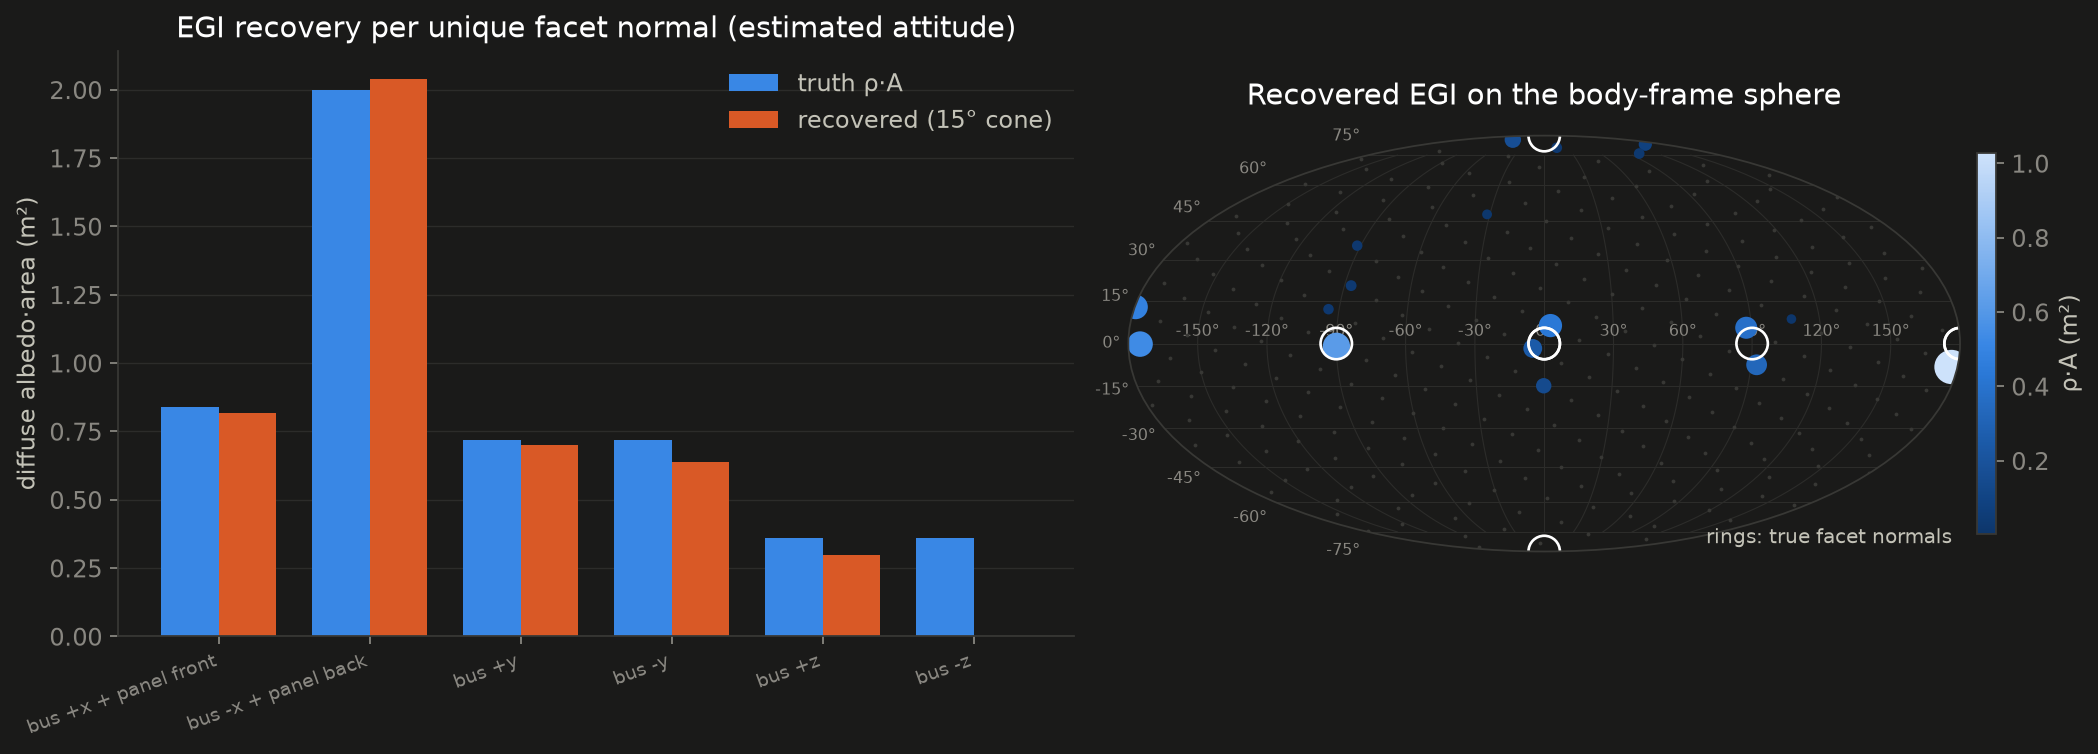 EGI recovery per unique facet normal (estimated attitude)
diffuse albedo·area (m²)
2.00
1.75
1.50
1.25
1.00
0.75
0.50
0.25
0.00
truth ρ·A
recovered (15° cone)
bus +x + panel front
bus -x + panel back
bus +y
bus -y
bus +z
bus -z
Recovered EGI on the body-frame sphere
75°
60°
45°
30°
15°
0°
-15°
-30°
-45°
-60°
-75°
-150°
-120°
-90°
-60°
-30°
30°
60°
120°
150°
rings: true facet normals
1.0
0.8
0.6
0.4
0.2
ρ·A (m²)